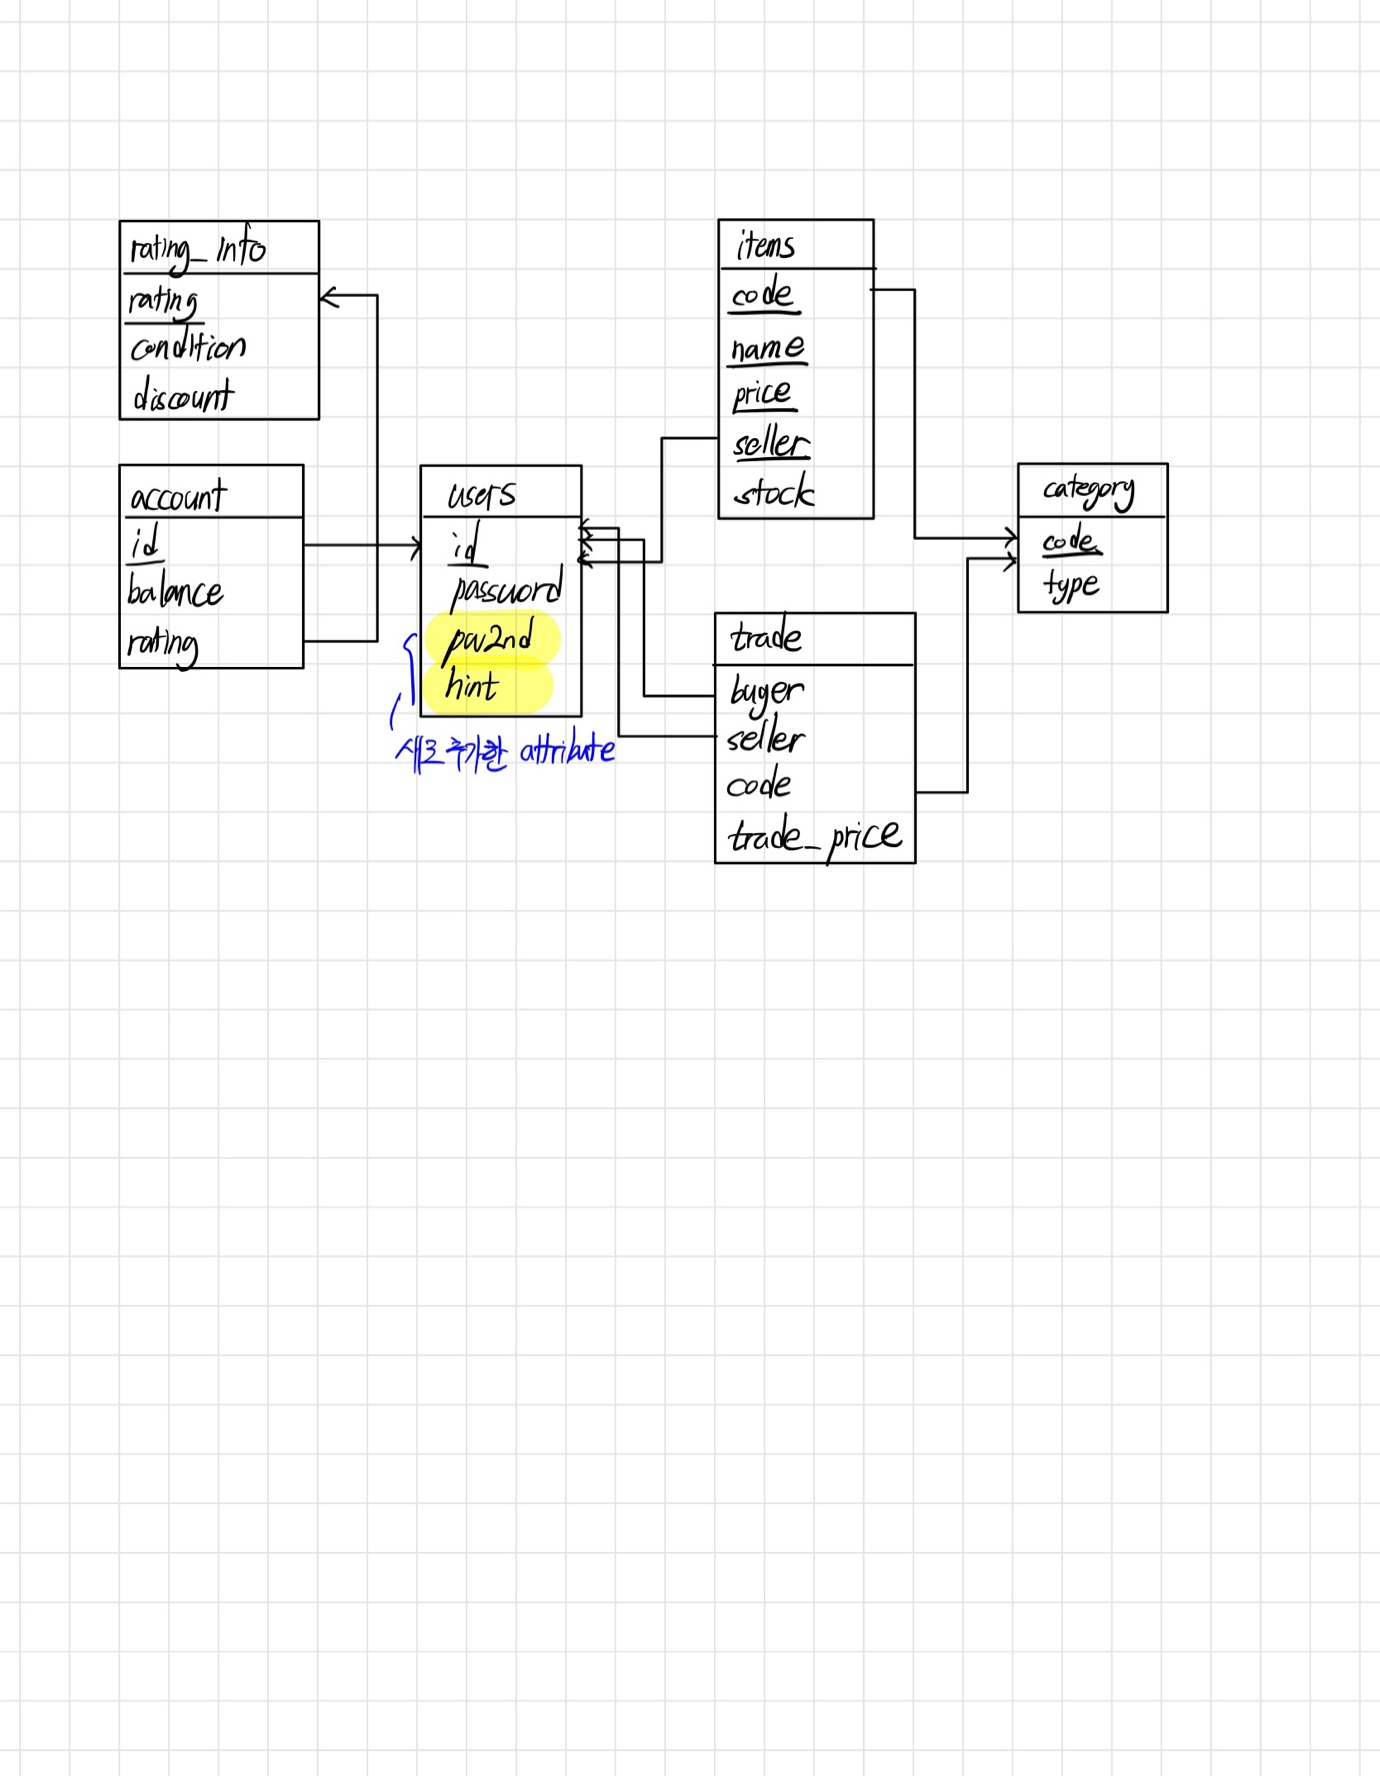 rating_info
rating
condition
discount
account
id
balance
rating
users
id
password
pw2nd
hint
새로 추가한 attribute
items
code
name
price
seller
stock
trade
buyer
seller
code
trade_price
category
code
type